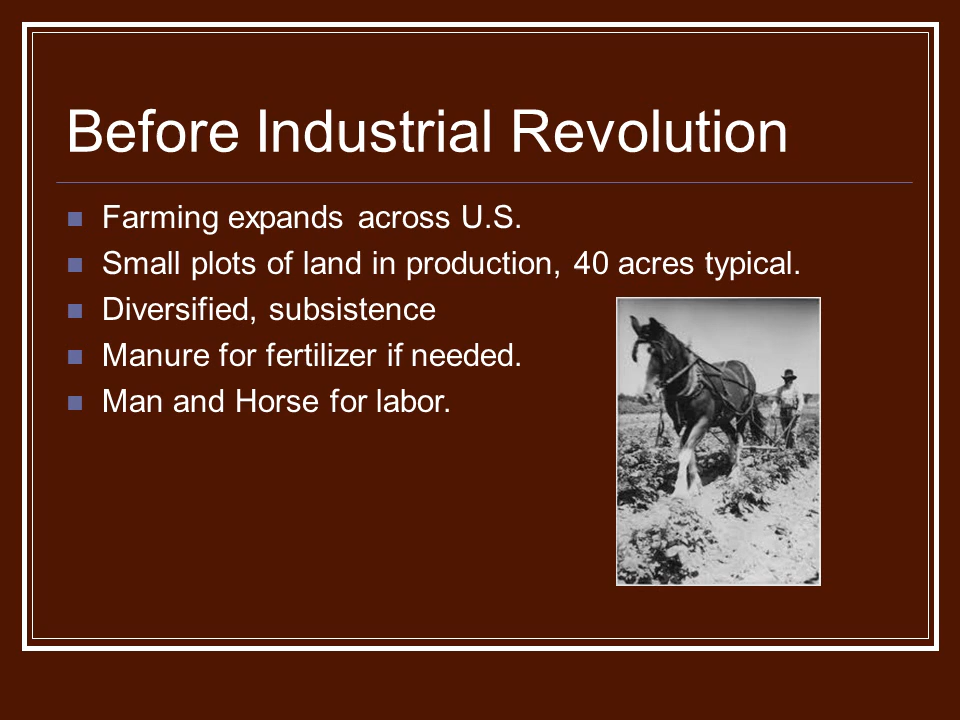 Before Industrial Revolution
Farming expands across U.S.
Small plots of land in production, 40 acres typical.
Diversified, subsistence
Manure for fertilizer if needed.
Man and Horse for labor.